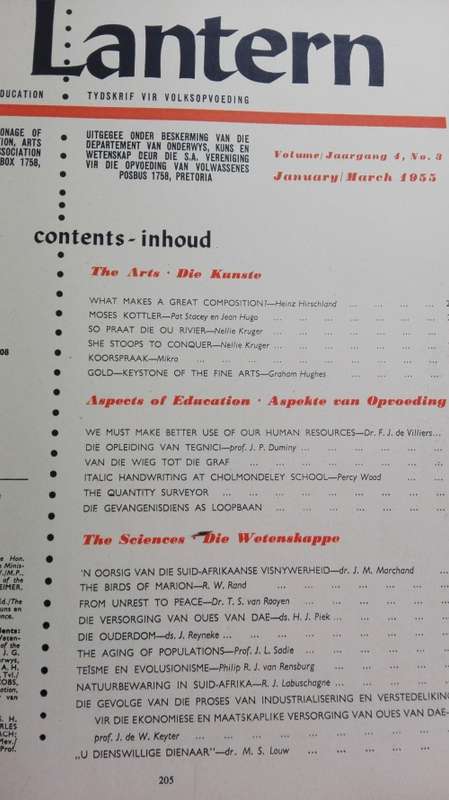 Lantern
EDUCATION TYDSKRIF VIR VOLKSOPVOEDING
ONAGE OF
ION, ARTS
SSOCIATION
BOX 1758,
UITGEGEE ONDER BESKERMING VAN DIE
DEPARTEMENT VAN ONDERWYS, KUNS EN
WETENSKAP DEUR DIE S.A. VERENIGING
VIR DIE OPVOEDING VAN VOLWASSENES
POSBUS 1758, PRETORIA
Volume/Jaargang 4, No. 3
January/March 1955
contents - inhoud
The Arts · Die Kunste
WHAT MAKES A GREAT COMPOSITION?—Heinz Hirschland ... ... ... ...
MOSES KOTTLER—Pat Stacey en Jean Hugo ... ... ... ... ...
SO PRAAT DIE OU RIVIER—Nellie Kruger ... ... ... ... ... ...
SHE STOOPS TO CONQUER—Nellie Kruger ... ... ... ... ... ...
KOORSPRAAK—Mikro ... ... ... ... ... ... ... ...
GOLD—KEYSTONE OF THE FINE ARTS—Graham Hughes ... ... ... ...
Aspects of Education · Aspekte van Opvoeding
WE MUST MAKE BETTER USE OF OUR HUMAN RESOURCES—Dr. F. J. de Villiers...
DIE OPLEIDING VAN TEGNICI—prof. J. P. Duminy ... ... ... ... ...
VAN DIE WIEG TOT DIE GRAF ... ... ... ... ... ... ...
ITALIC HANDWRITING AT CHOLMONDELEY SCHOOL—Percy Wood ... ... ...
THE QUANTITY SURVEYOR ... ... ... ... ... ... ... ...
DIE GEVANGENISDIENS AS LOOPBAAN ... ... ... ... ... ...
The Sciences Die Wetenskappe
'N OORSIG VAN DIE SUID-AFRIKAANSE VISNYWERHEID—dr. J. M. Marchand ...
THE BIRDS OF MARION—R. W. Rand ... ... ... ... ... ...
FROM UNREST TO PEACE—Dr. T. S. van Rooyen ... ... ... ... ...
DIE VERSORGING VAN OUES VAN DAE—ds. H. J. Piek ... ... ... ...
DIE OUDERDOM—ds. J. Reyneke ... ... ... ... ... ... ...
THE AGING OF POPULATIONS—Prof. J. L. Sadie ... ... ... ... ...
TEÏSME EN EVOLUSIONISME—Philip R. J. van Rensburg ... ... ... ...
NATUURBEWARING IN SUID-AFRIKA—R. J. Labuschagne ... ... ... ...
DIE GEVOLGE VAN DIE PROSES VAN INDUSTRIALISERING EN VERSTEDELIKING
VIR DIE EKONOMIESE EN MAATSKAPLIKE VERSORGING VAN OUES VAN DAE—
prof. J. de W. Keyter ... ... ... ... ... ... ...
„U DIENSWILLIGE DIENAAR"—dr. M. S. Louw ... ... ... ... ...
205